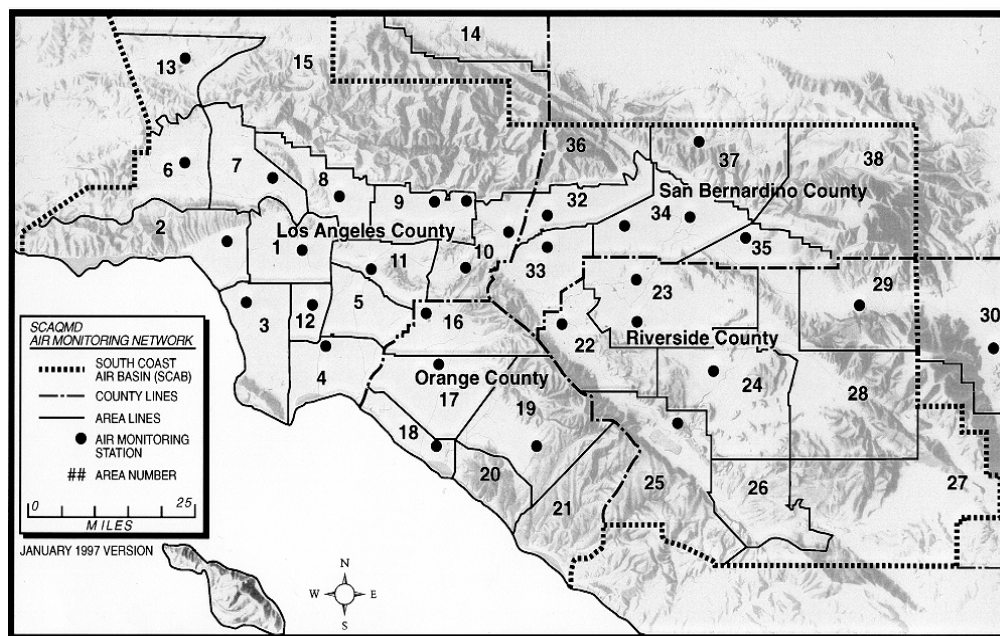 14
13
15
36
37
38
6
7
8
9
32
San Bernardino County
34
2
1
Los Angeles County
10
35
11
33
29
23
5
3
12
16
30
22
Riverside County
4
24
Orange County
17
28
19
18
20
25
26
27
21
SCAQMD
AIR MONITORING NETWORK
SOUTH COAST
AIR BASIN (SCAB)
COUNTY LINES
AREA LINES
AIR MONITORING
STATION
## AREA NUMBER
0 25
MILES
JANUARY 1997 VERSION
N
W E
S